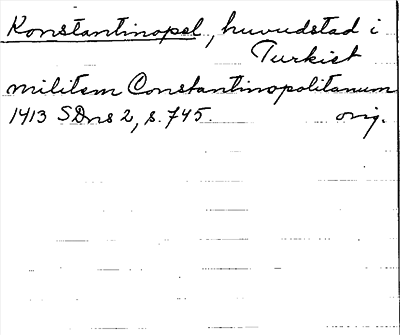 Konstantinopel, huvudstad i
Turkiet
militem Constantinopolitanum
1413 SDns 2, s. 745. orig.